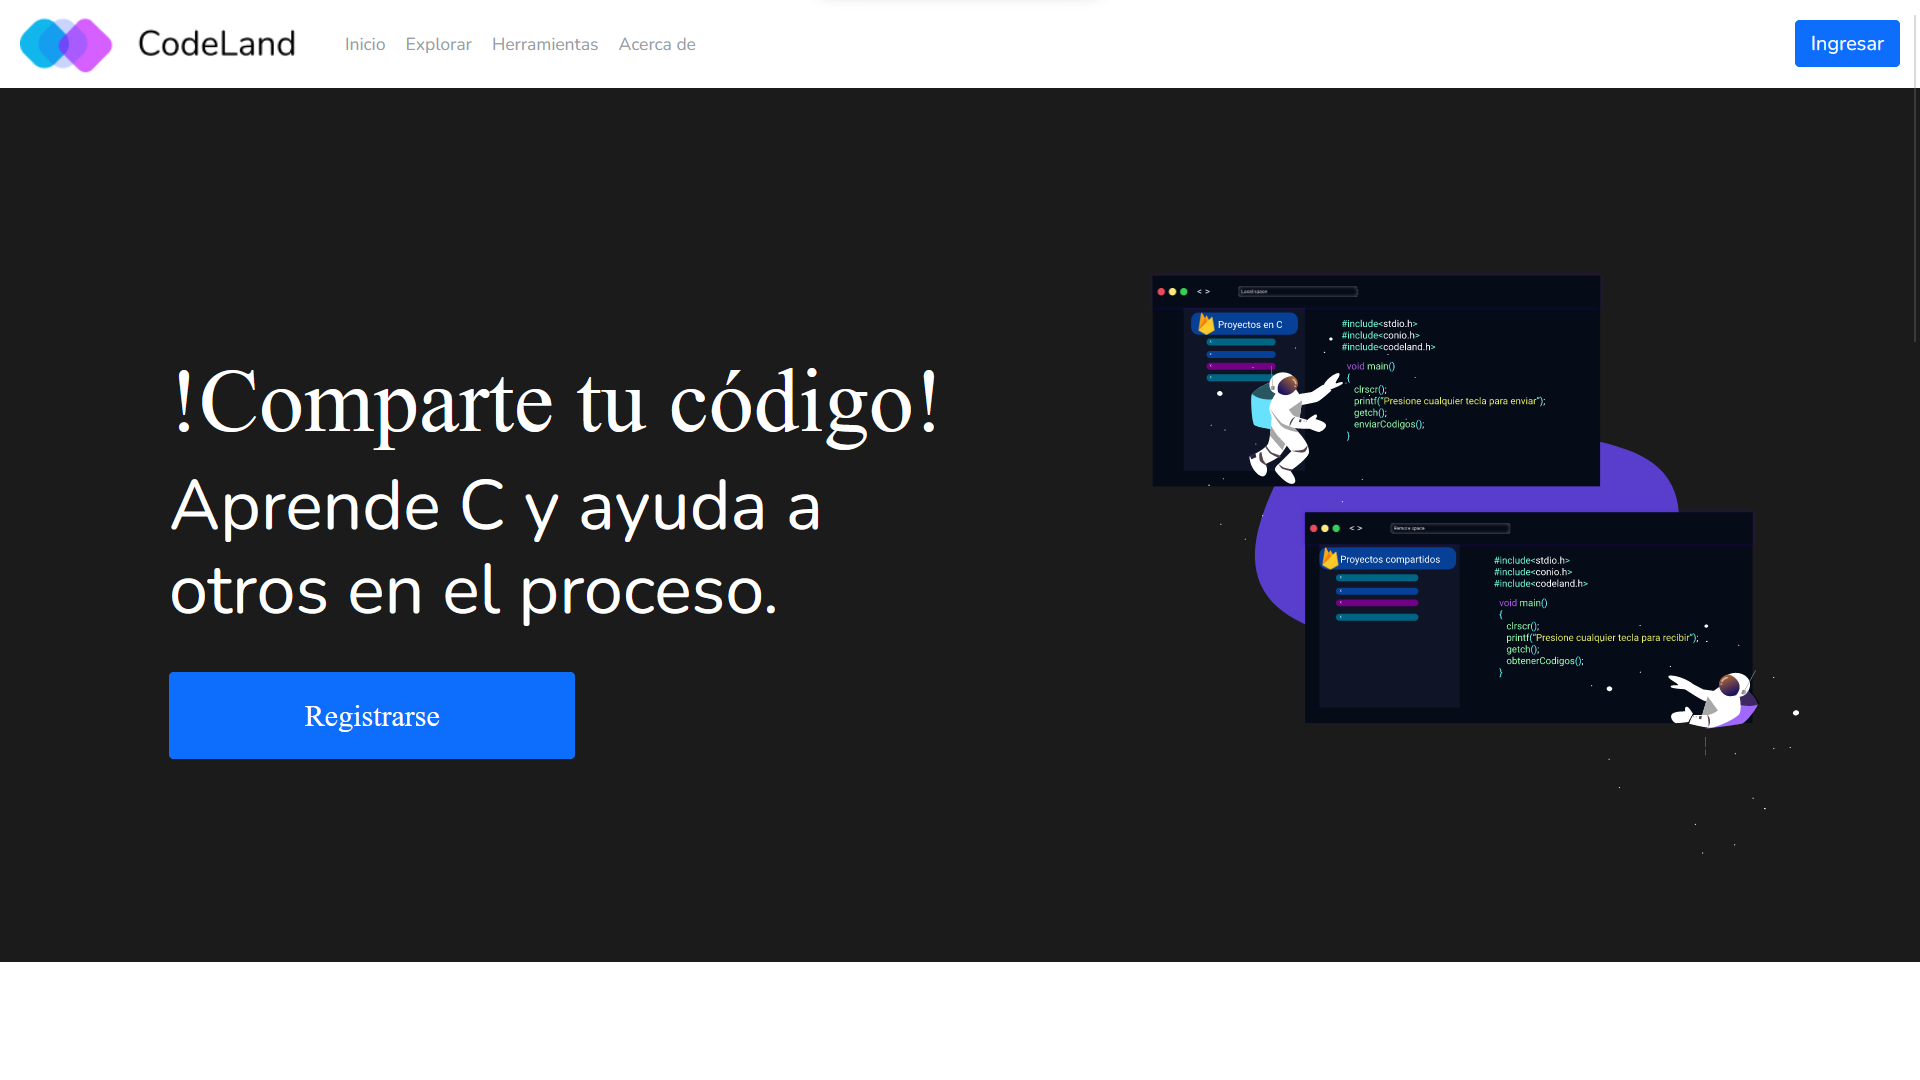 CodeLand
Inicio Explorar Herramientas Acerca de
Ingresar
!Comparte tu código!
Aprende C y ayuda a
otros en el proceso.
Registrarse
< >
Proyectos en C
#include<stdio.h>
#include<conio.h>
#include<codeland.h>
void main()
{
clrscr();
printf("Presione cualquier tecla para enviar");
getch();
enviarCodigos();
}
< >
Remote space
Proyectos compartidos
#include<stdio.h>
#include<conio.h>
#include<codeland.h>
void main()
{
clrscr();
printf("Presione cualquier tecla para recibir");
getch();
obtenerCodigos();
}